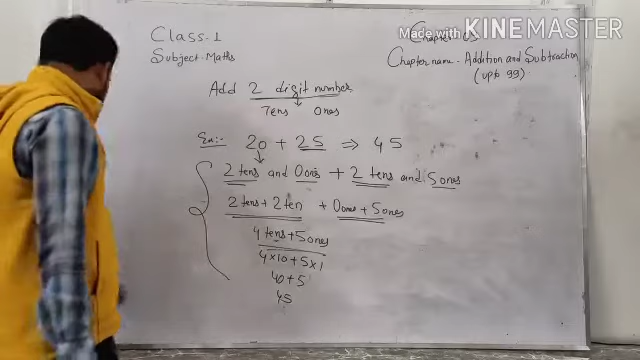 Made with KINEMASTER
Class-1
Subject-Maths
Chapter-05
Chapter name- Addition and Subtraction
(upto 99)
Add 2 digit number
Tens Ones
Ex:- 20 + 25 ⇒ 45
2 tens and 0 ones + 2 tens and 5 ones
2 tens + 2 ten + 0 ones + 5 ones
4 tens + 5 ones
4×10 + 5×1
40 + 5
45